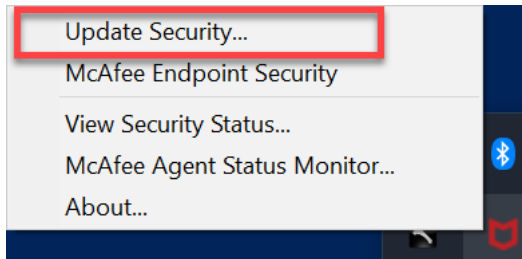 Update Security...
McAfee Endpoint Security
View Security Status...
McAfee Agent Status Monitor...
About...